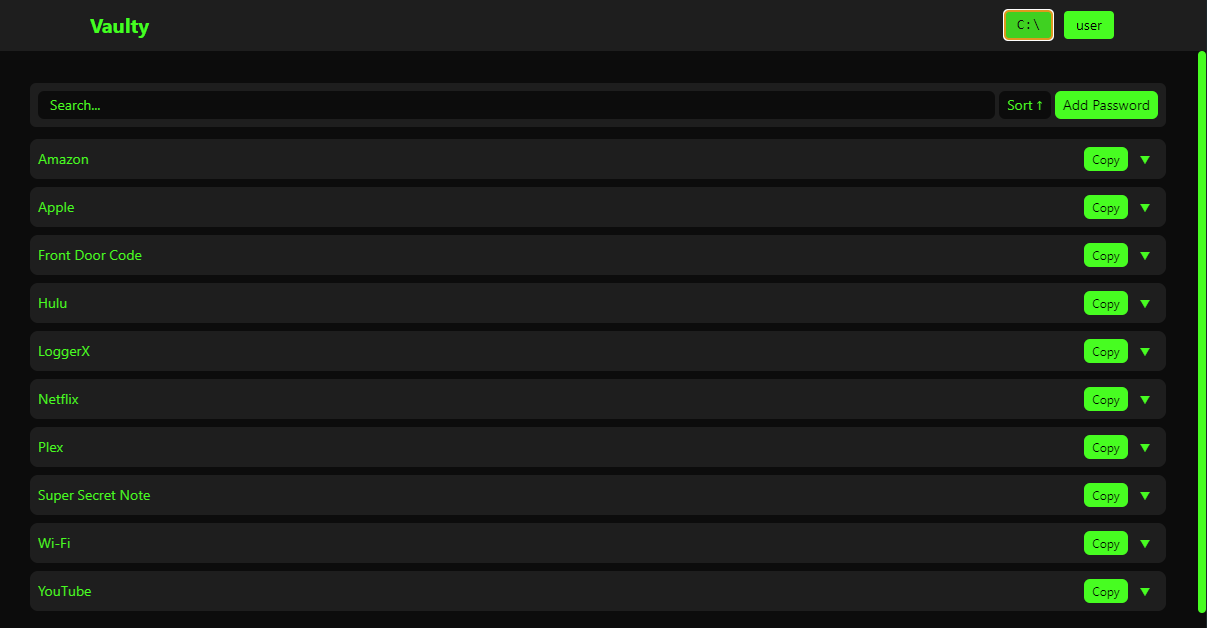 Vaulty C:\ user
Search... Sort ↑ Add Password
Amazon Copy ▼
Apple Copy ▼
Front Door Code Copy ▼
Hulu Copy ▼
LoggerX Copy ▼
Netflix Copy ▼
Plex Copy ▼
Super Secret Note Copy ▼
Wi-Fi Copy ▼
YouTube Copy ▼